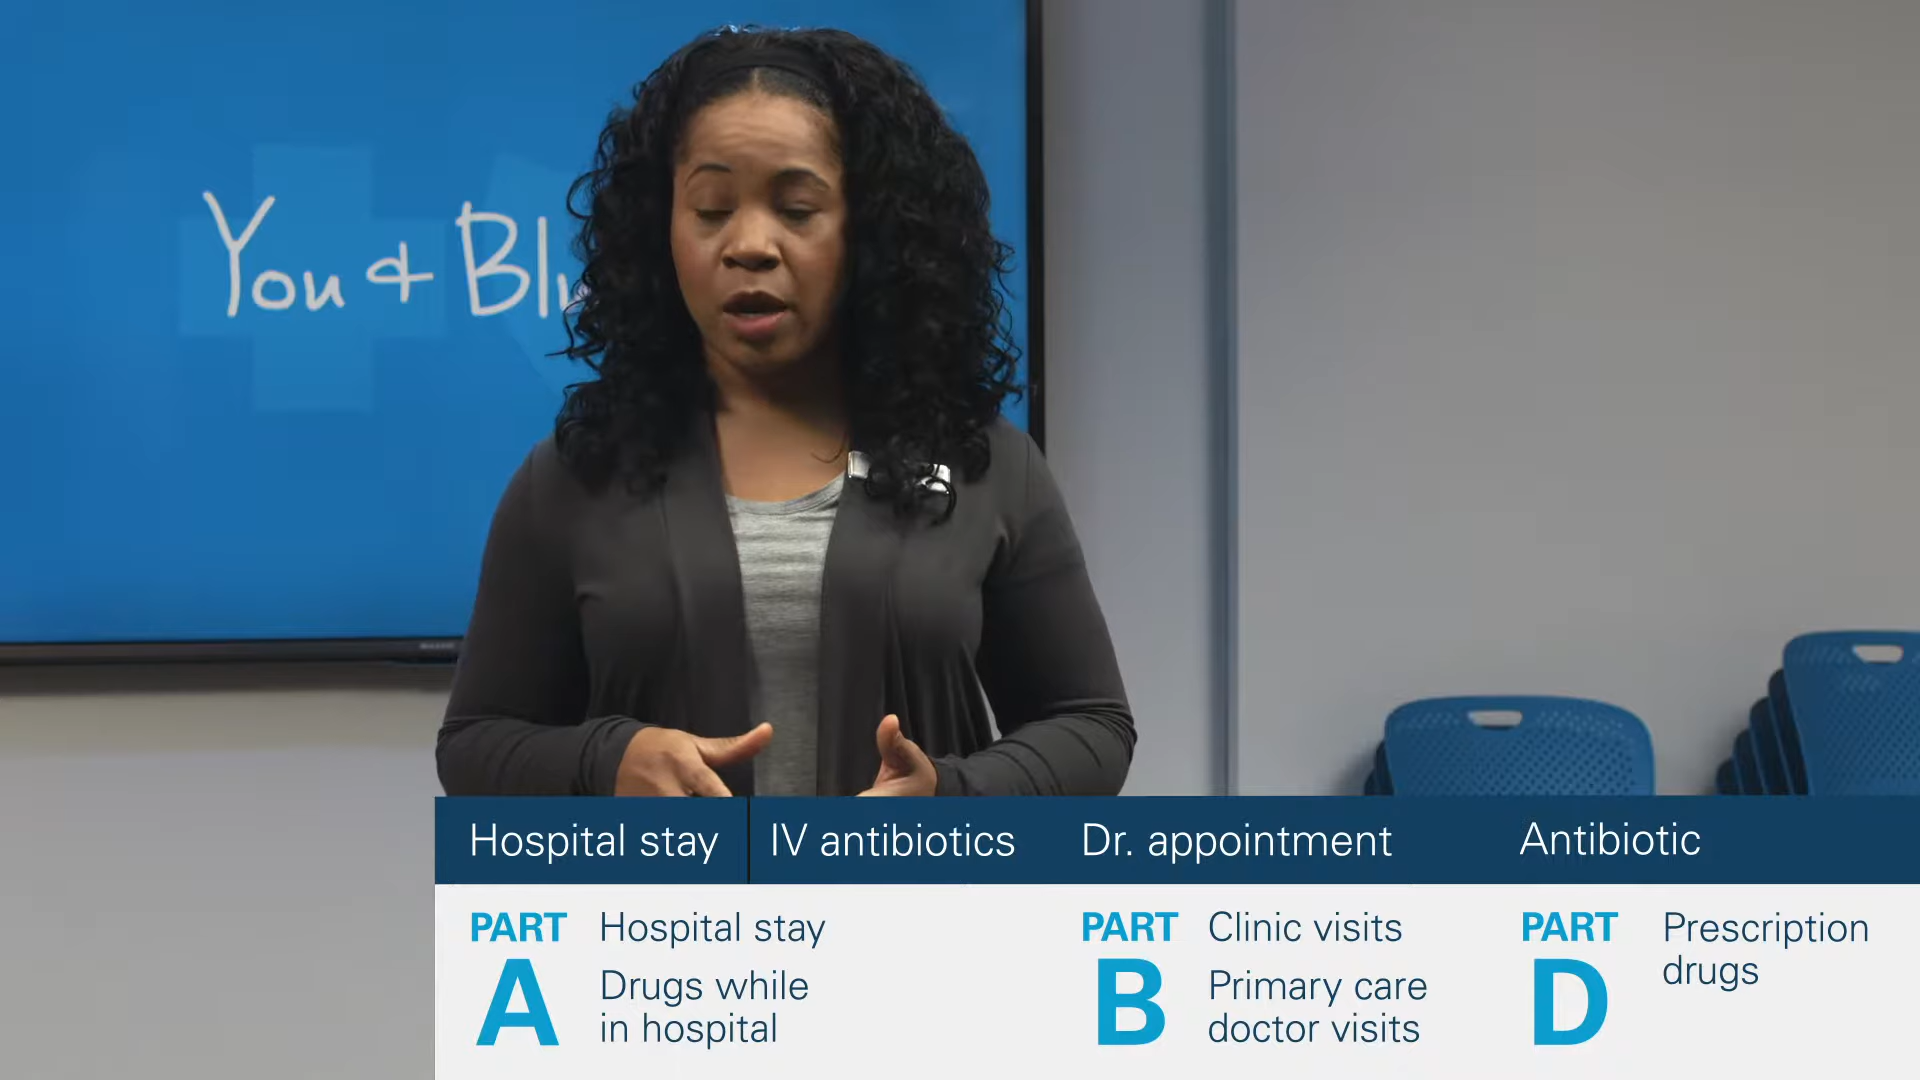 You + Blu
Hospital stay
IV antibiotics
Dr. appointment
Antibiotic
PART A
Hospital stay
Drugs while
in hospital
PART B
Clinic visits
Primary care
doctor visits
PART D
Prescription
drugs